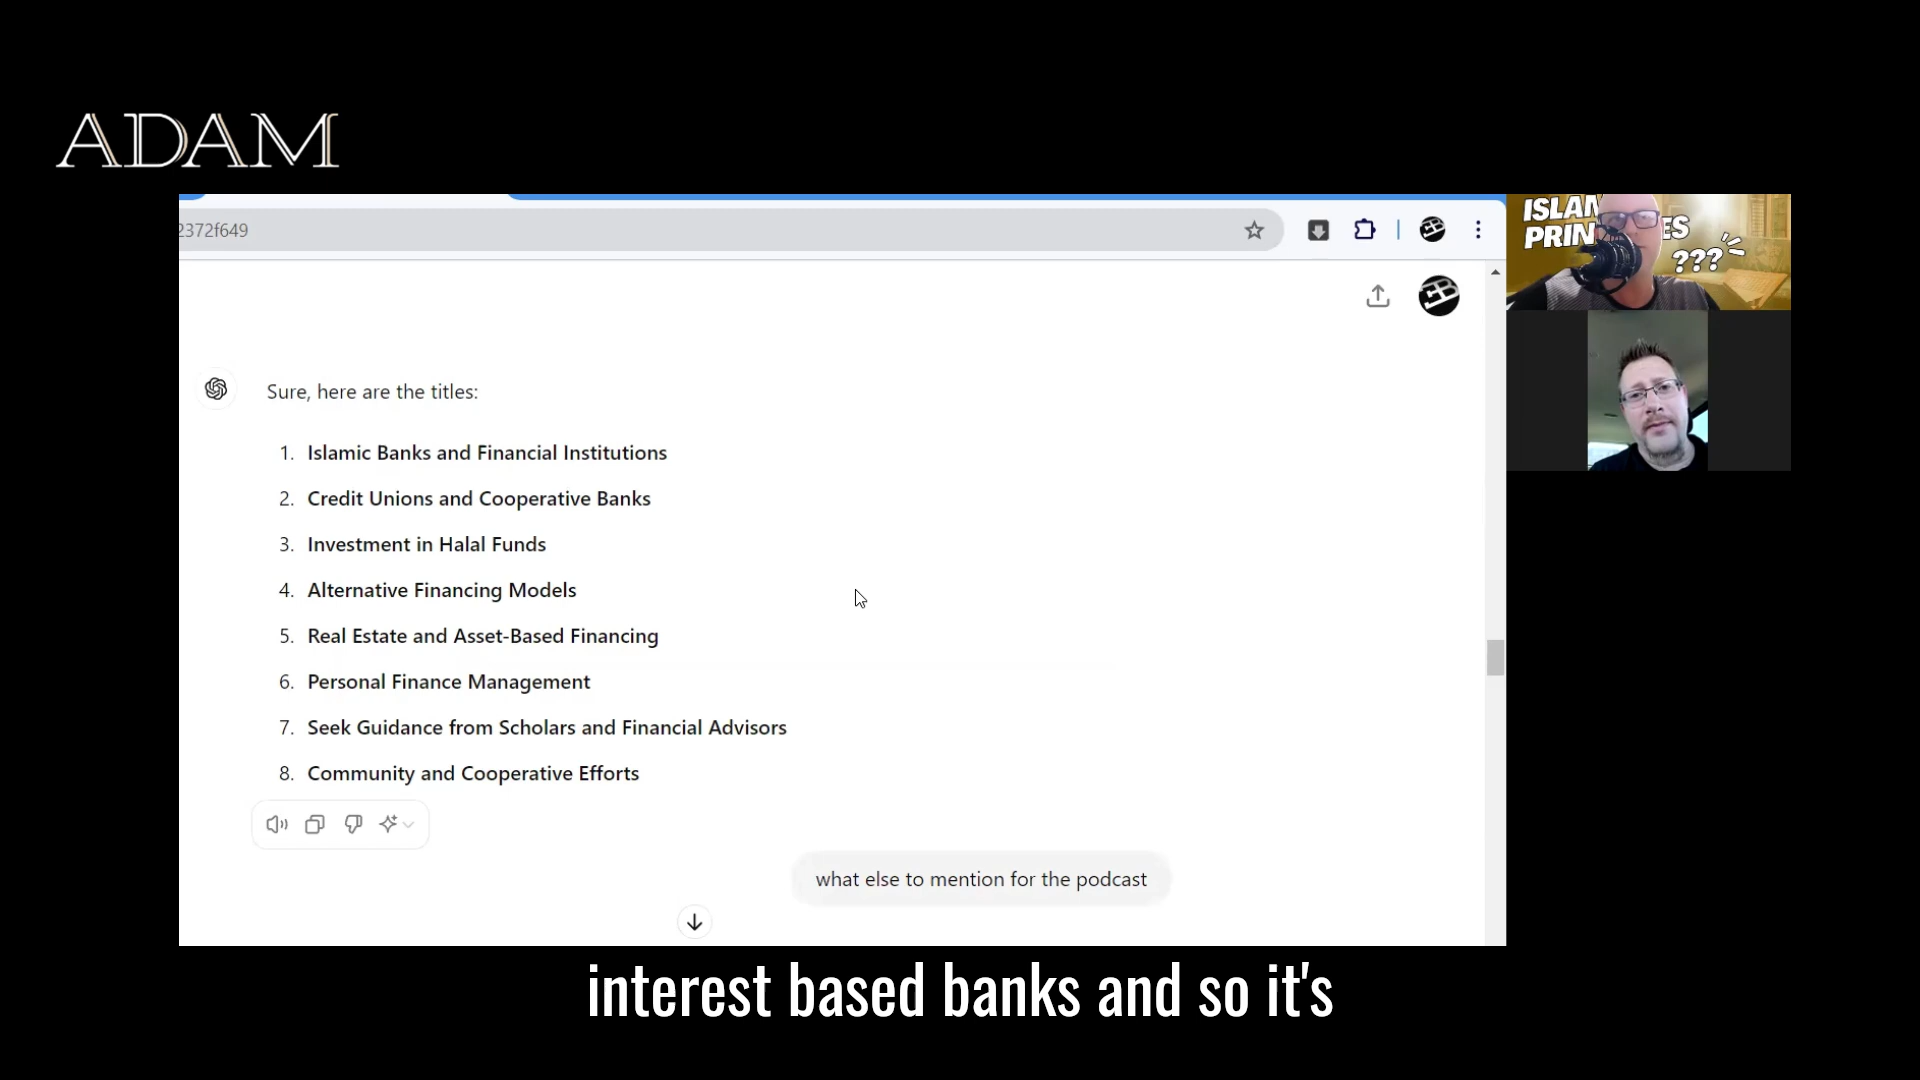 ADAM
2372f649
ISLAM
PRIN ES
???
Sure, here are the titles:
1. Islamic Banks and Financial Institutions
2. Credit Unions and Cooperative Banks
3. Investment in Halal Funds
4. Alternative Financing Models
5. Real Estate and Asset-Based Financing
6. Personal Finance Management
7. Seek Guidance from Scholars and Financial Advisors
8. Community and Cooperative Efforts
what else to mention for the podcast
interest based banks and so it's